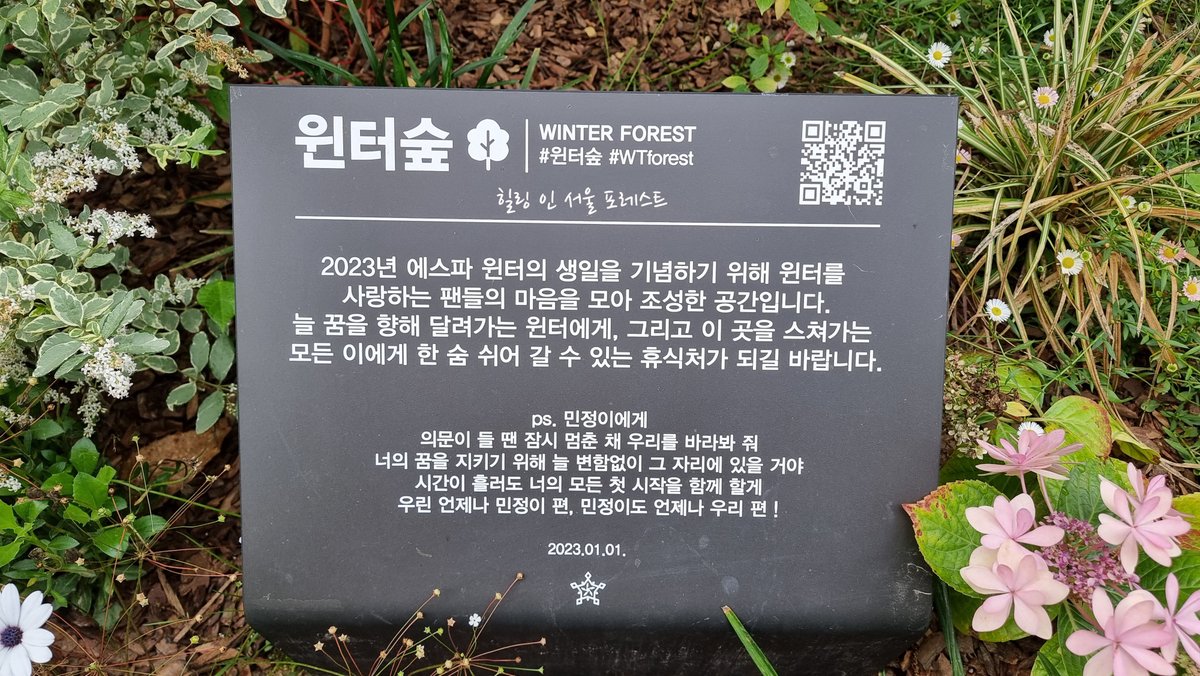 윈터숲
WINTER FOREST
#윈터숲 #WTforest
힐링 인 서울 포레스트
2023년 에스파 윈터의 생일을 기념하기 위해 윈터를
사랑하는 팬들의 마음을 모아 조성한 공간입니다.
늘 꿈을 향해 달려가는 윈터에게, 그리고 이 곳을 스쳐가는
모든 이에게 한 숨 쉬어 갈 수 있는 휴식처가 되길 바랍니다.
ps. 민정이에게
의문이 들 땐 잠시 멈춘 채 우리를 바라봐 줘
너의 꿈을 지키기 위해 늘 변함없이 그 자리에 있을 거야
시간이 흘러도 너의 모든 첫 시작을 함께 할게
우린 언제나 민정이 편, 민정이도 언제나 우리 편 !
2023.01.01.